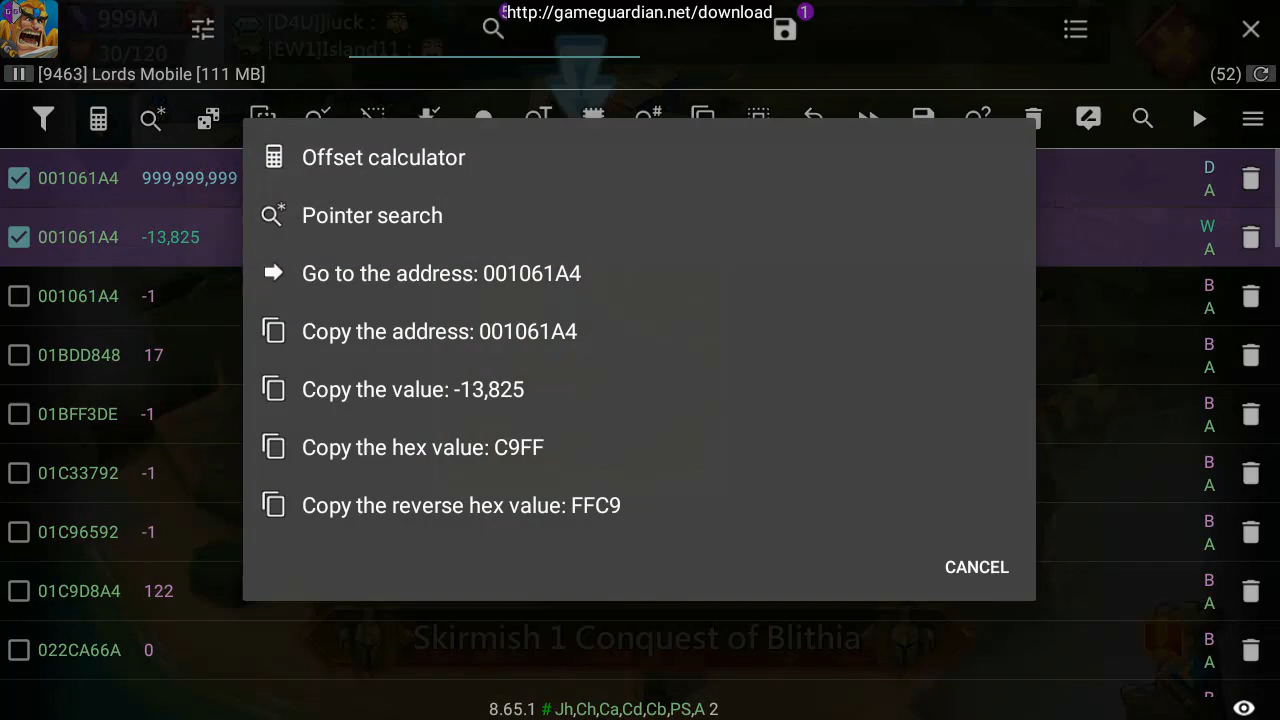 http://gameguardian.net/download
999M
[D4U]Jiuck :
1
30/120
[EW1]Island11 :
[9463] Lords Mobile [111 MB]
(52)
Offset calculator
Pointer search
Go to the address: 001061A4
Copy the address: 001061A4
Copy the value: -13,825
Copy the hex value: C9FF
Copy the reverse hex value: FFC9
CANCEL
001061A4 999,999,999 D
A
001061A4 -13,825 W
A
001061A4 -1 B
A
01BDD848 17 B
A
01BFF3DE -1 B
A
01C33792 -1 B
A
01C96592 -1 B
A
01C9D8A4 122 B
A
022CA66A 0 B
A
Skirmish 1 Conquest of Blithia
8.65.1 # Jh,Ch,Ca,Cd,Cb,PS,A 2